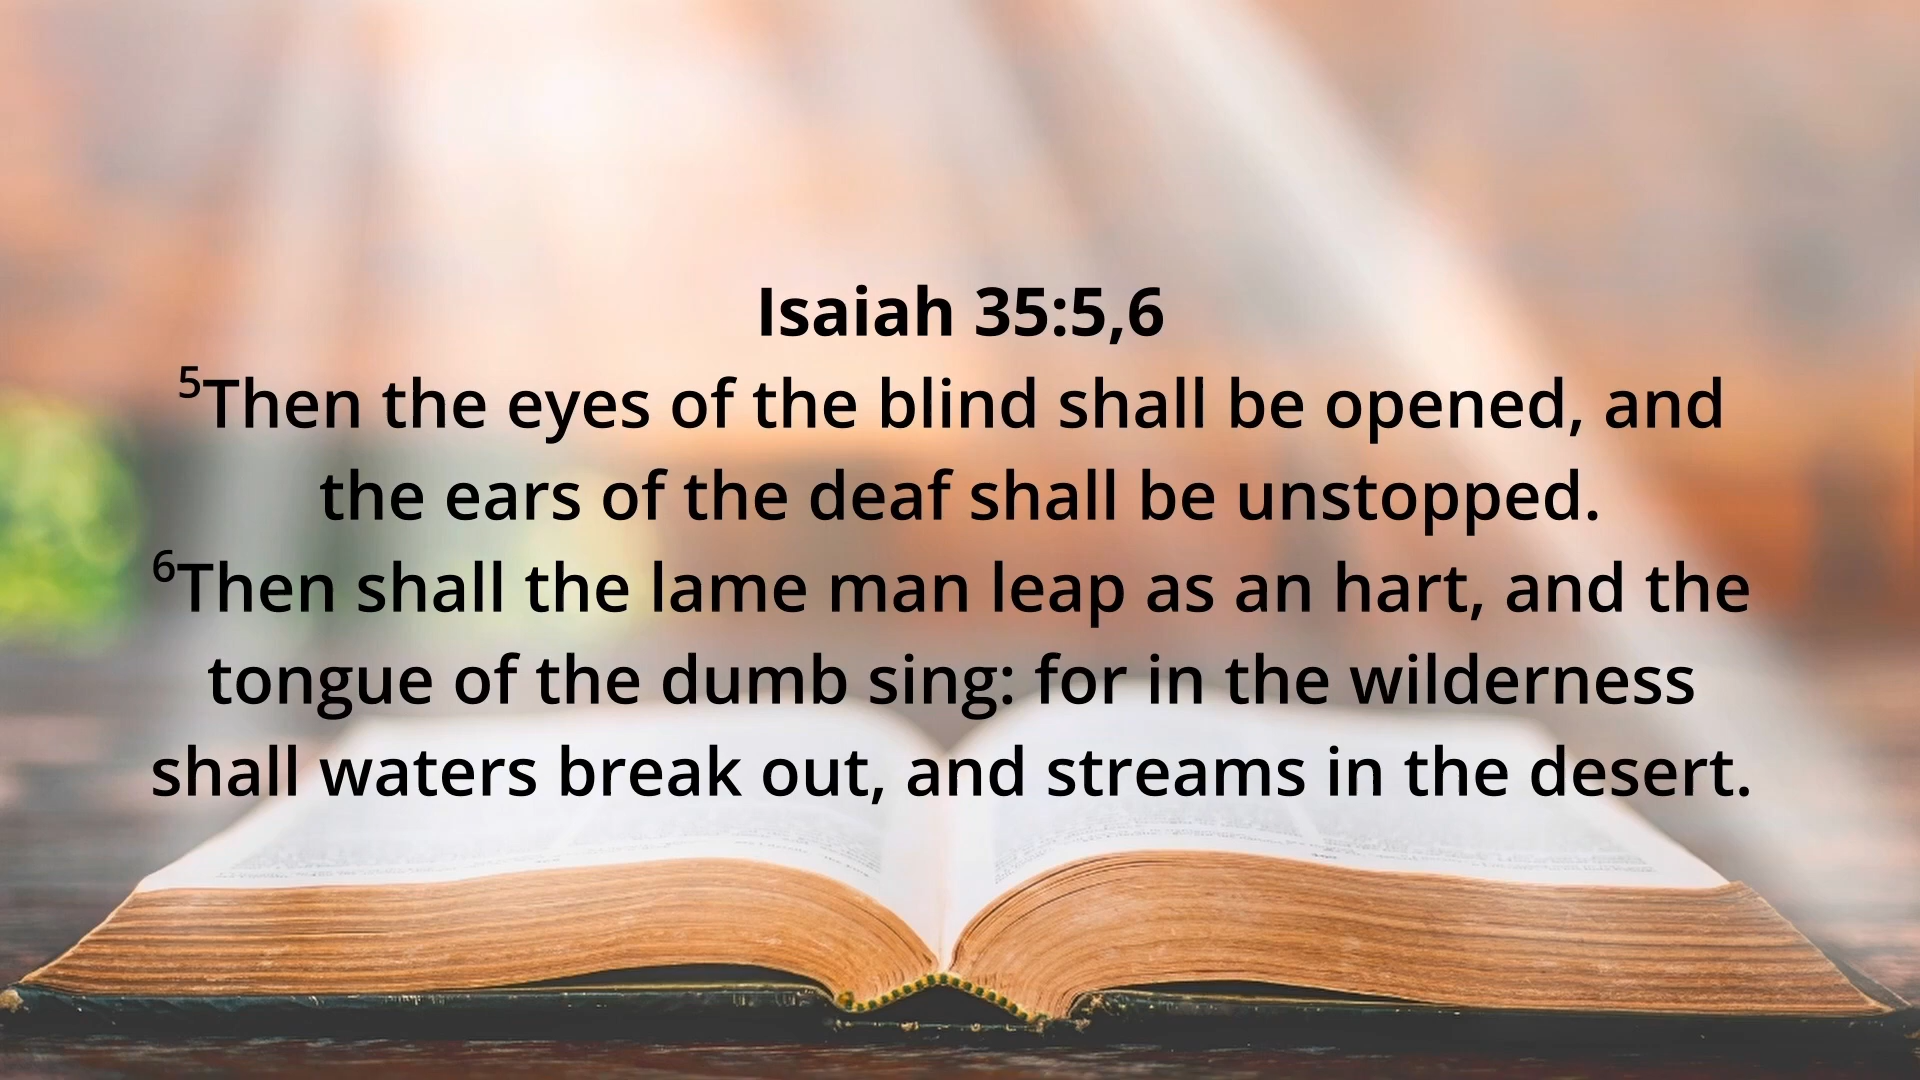 Isaiah 35:5,6
⁵Then the eyes of the blind shall be opened, and
the ears of the deaf shall be unstopped.
⁶Then shall the lame man leap as an hart, and the
tongue of the dumb sing: for in the wilderness
shall waters break out, and streams in the desert.